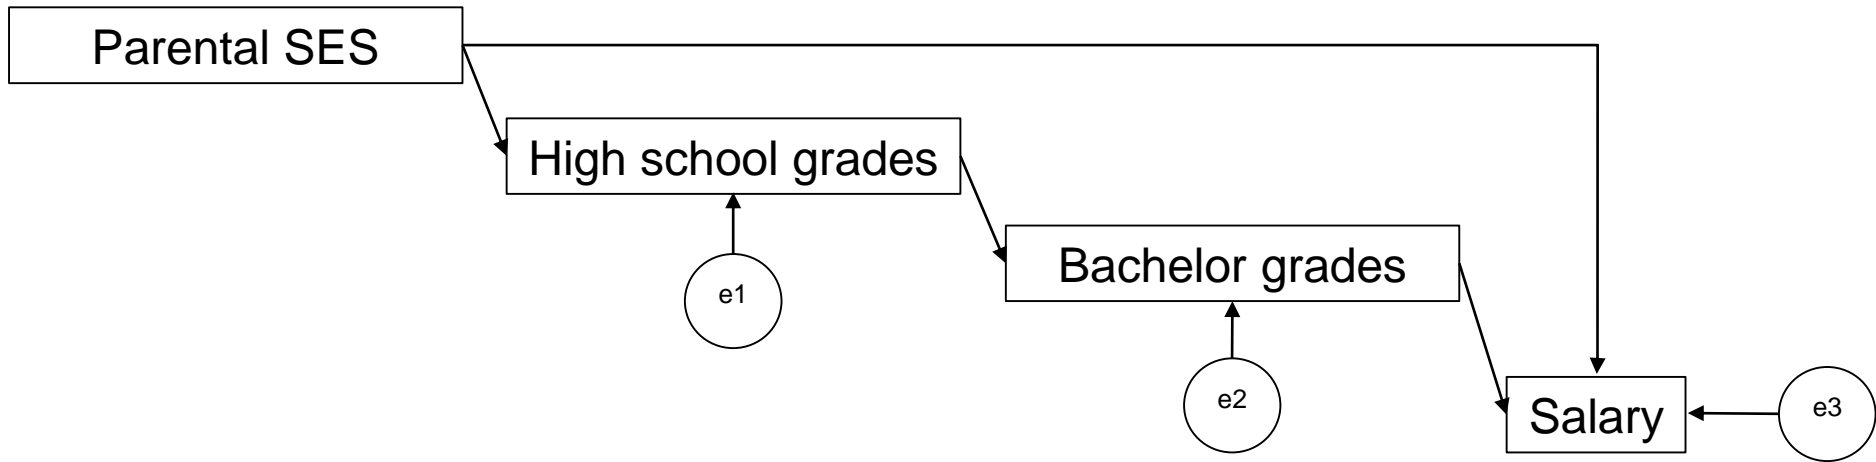 Parental SES
High school grades
Bachelor grades
e1
e2
Salary
e3